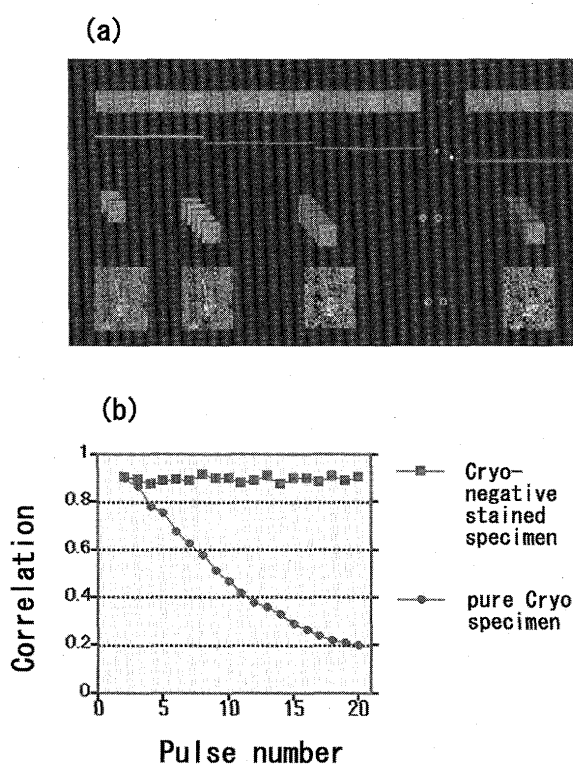 (a)
(b)
Correlation
1
0.8
0.6
0.4
0.2
0
0
5
10
15
20
Pulse number
Cryo-
negative
stained
specimen
pure Cryo
specimen